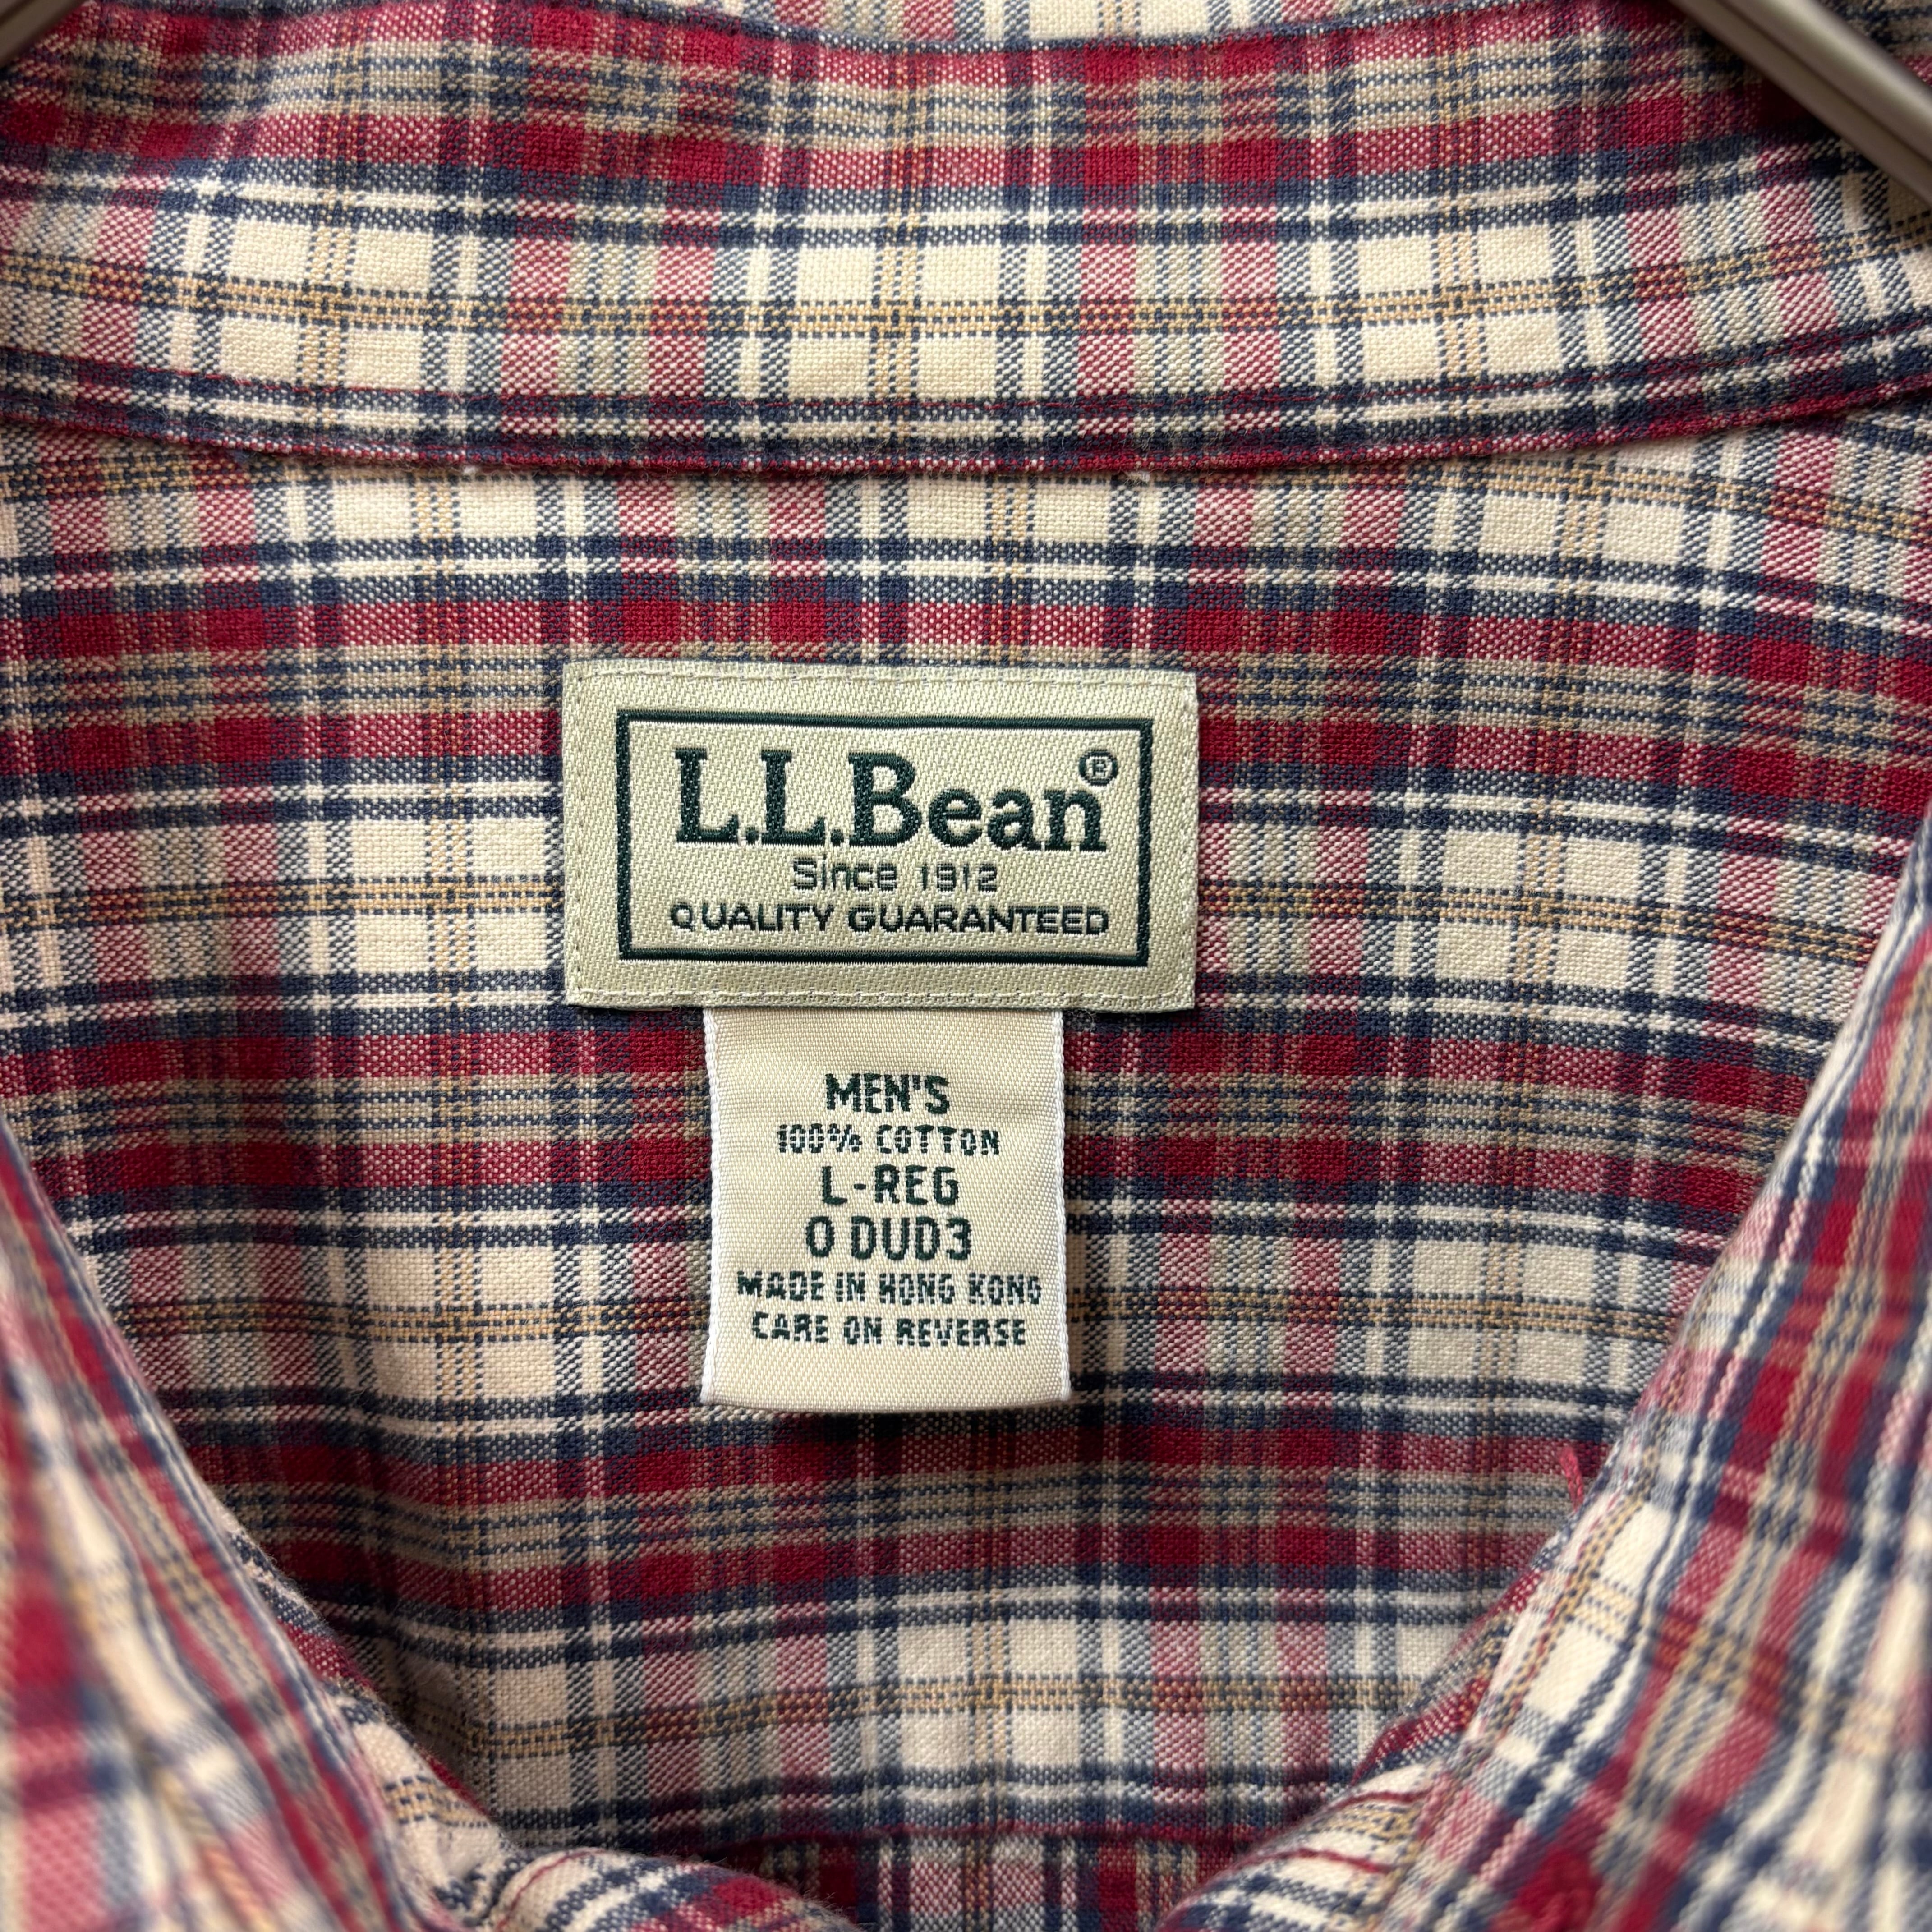 L.L.Bean®
Since 1912
QUALITY GUARANTEED
MEN'S
100% COTTON
L-REG
0 DUD3
MADE IN HONG KONG
CARE ON REVERSE